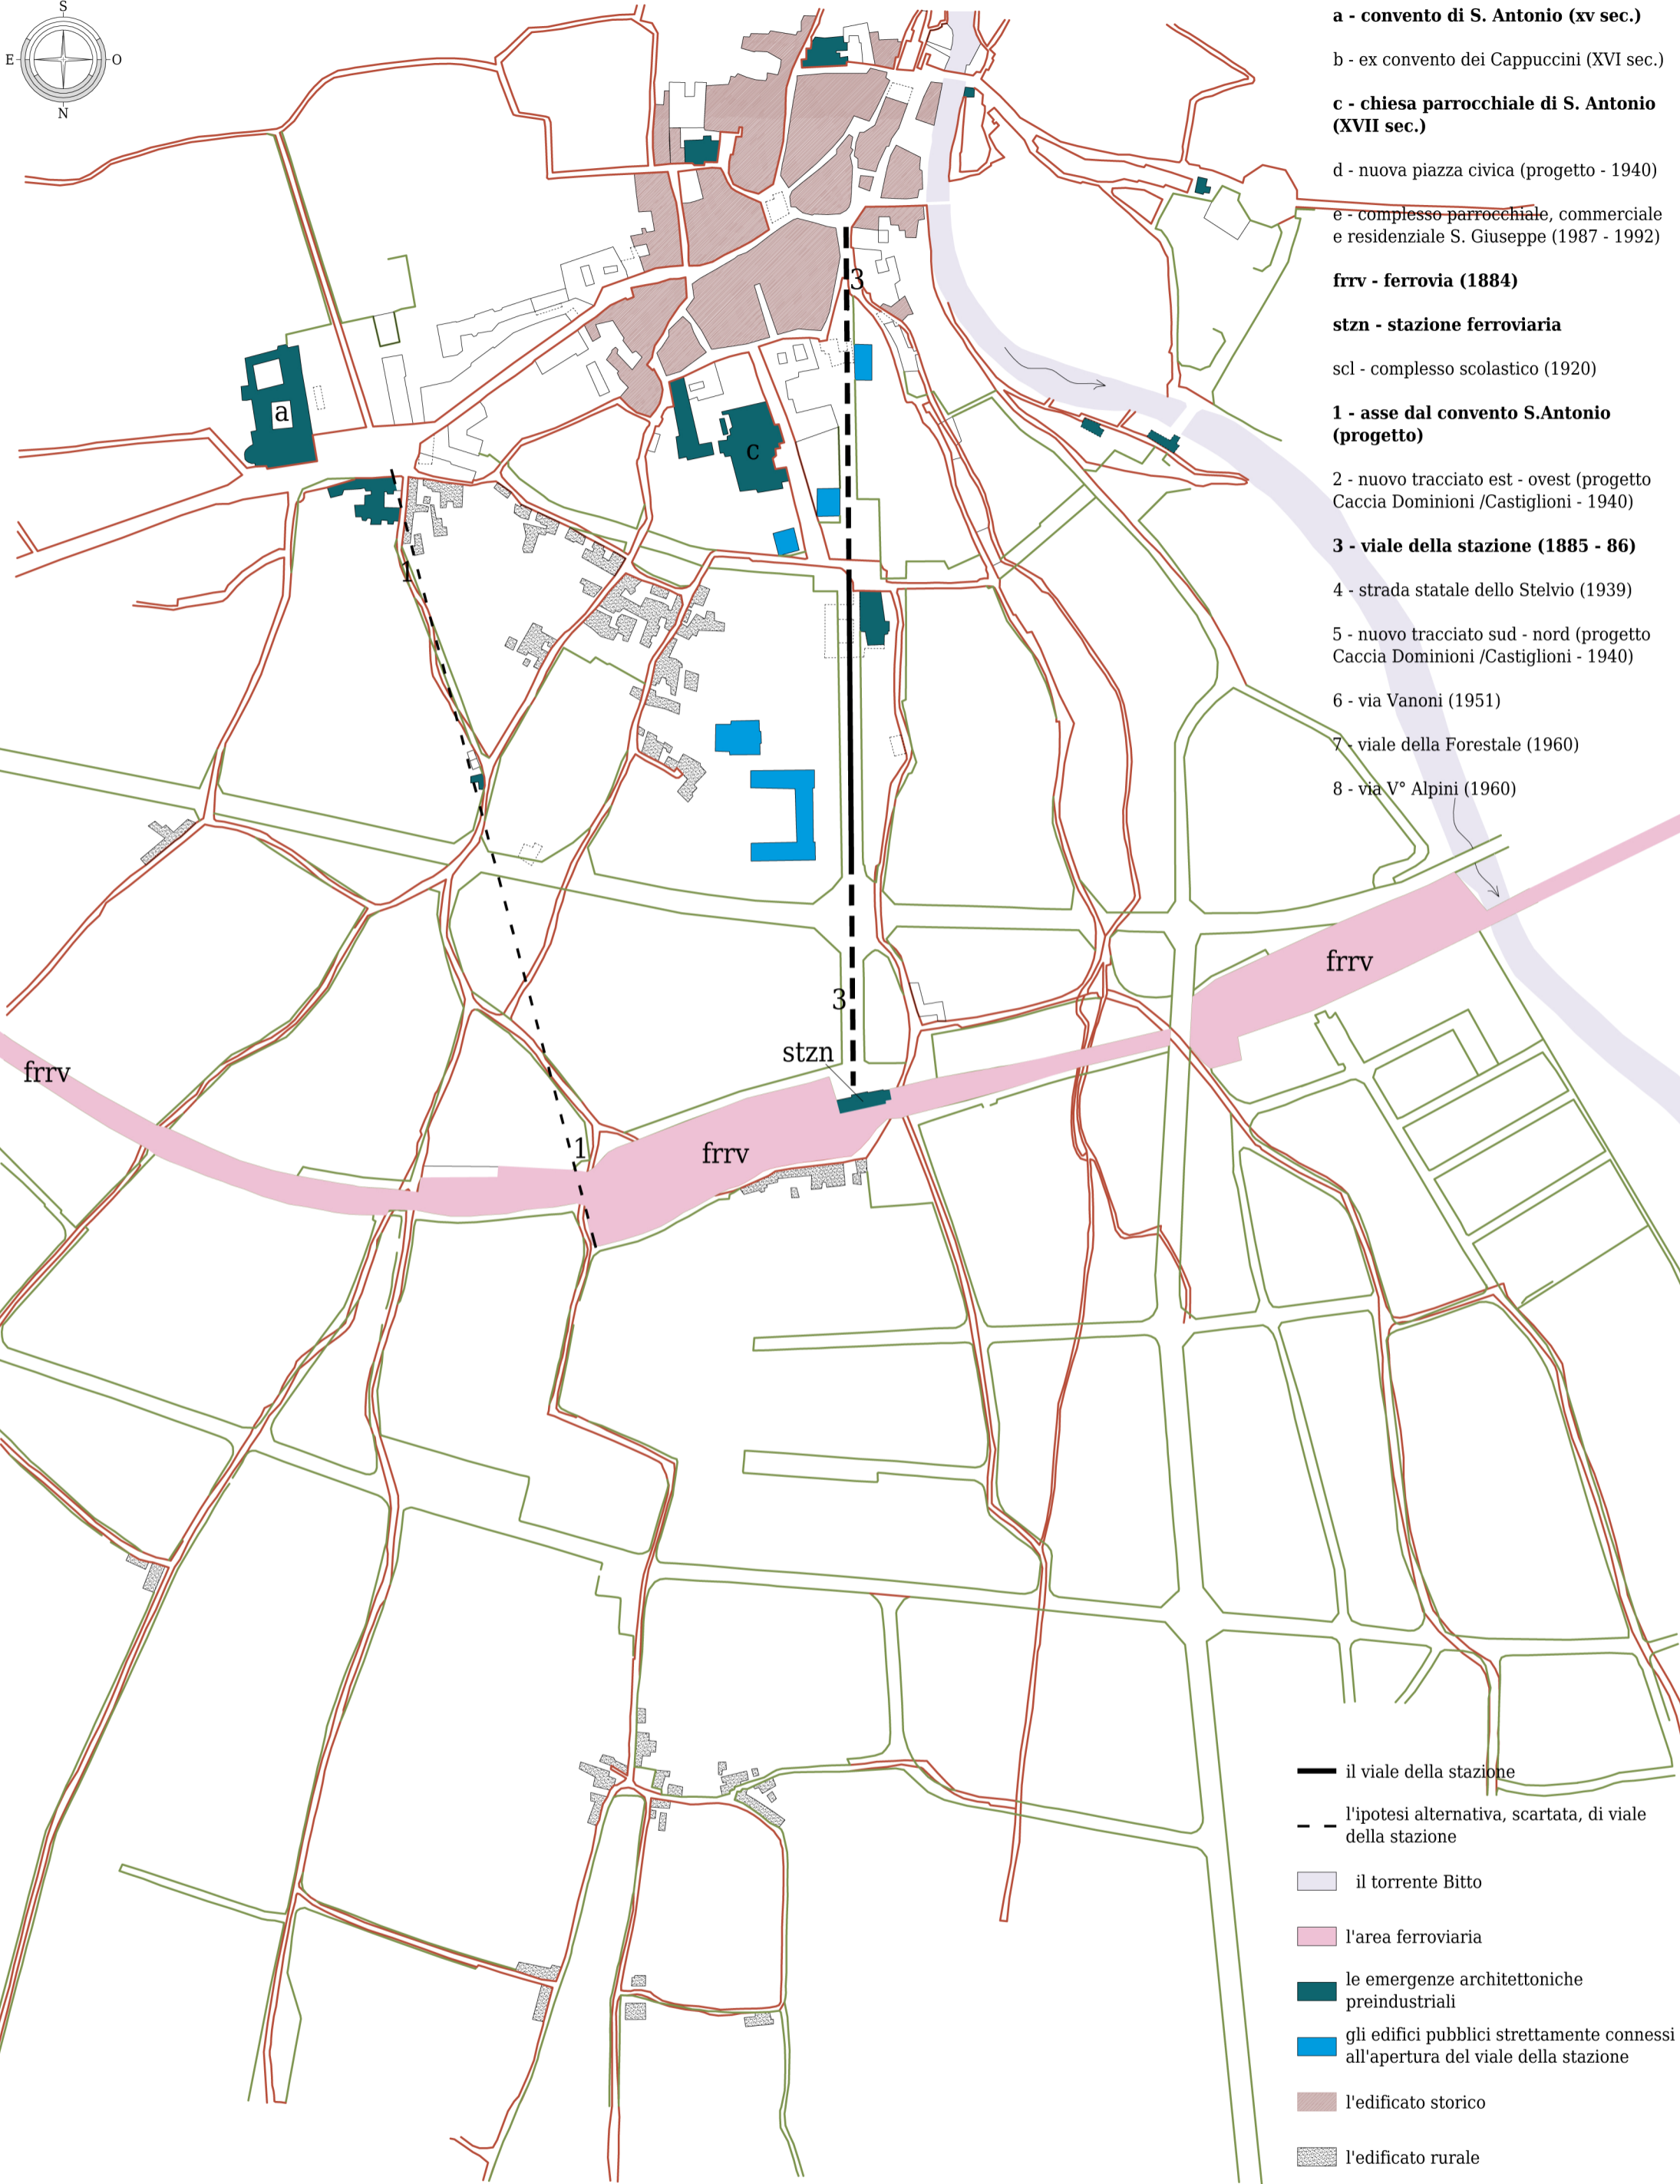 S
E
O
N
a - convento di S. Antonio (xv sec.)
b - ex convento dei Cappuccini (XVI sec.)
c - chiesa parrocchiale di S. Antonio
(XVII sec.)
d - nuova piazza civica (progetto - 1940)
e - complesso parrocchiale, commerciale
e residenziale S. Giuseppe (1987 - 1992)
frrv - ferrovia (1884)
stzn - stazione ferroviaria
scl - complesso scolastico (1920)
1 - asse dal convento S.Antonio
(progetto)
2 - nuovo tracciato est - ovest (progetto
Caccia Dominioni /Castiglioni - 1940)
3 - viale della stazione (1885 - 86)
4 - strada statale dello Stelvio (1939)
5 - nuovo tracciato sud - nord (progetto
Caccia Dominioni /Castiglioni - 1940)
6 - via Vanoni (1951)
7 - viale della Forestale (1960)
8 - via V° Alpini (1960)
3
a
c
1
frrv
3
stzn
frrv
1
frrv
il viale della stazione
l'ipotesi alternativa, scartata, di viale
della stazione
il torrente Bitto
l'area ferroviaria
le emergenze architettoniche
preindustriali
gli edifici pubblici strettamente connessi
all'apertura del viale della stazione
l'edificato storico
l'edificato rurale